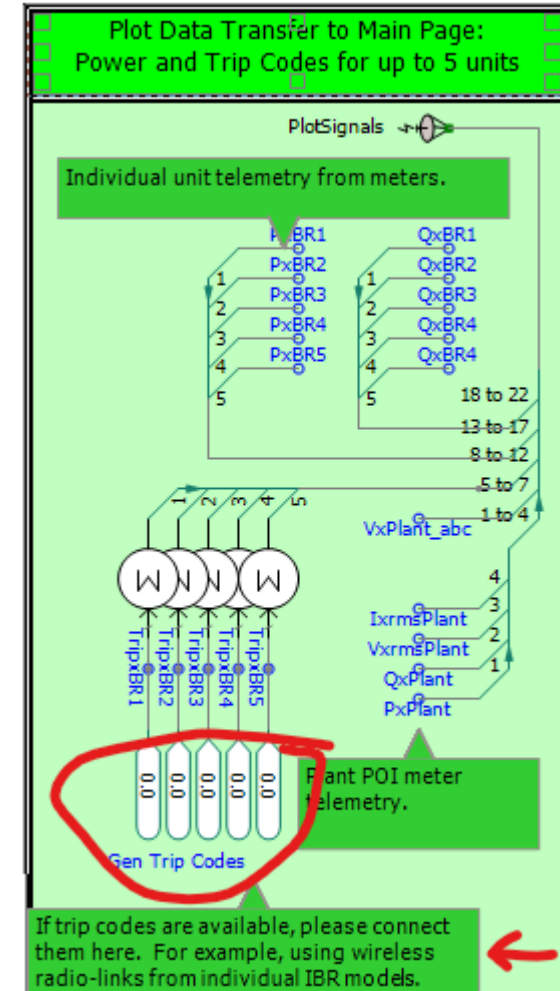 Plot Data Transfer to Main Page:
Power and Trip Codes for up to 5 units
PlotSignals
Individual unit telemetry from meters.
PxBR1
QxBR1
1
PxBR2
1
QxBR2
2
PxBR3
2
QxBR3
3
PxBR4
3
QxBR4
4
PxBR5
4
QxBR4
5
5
18 to 22
13 to 17
8 to 12
5 to 7
1 to 4
1
2
3
4
5
VxPlant_abc
4
3
2
1
IxrmsPlant
VxrmsPlant
QxPlant
PxPlant
TripxBR1
TripxBR2
TripxBR3
TripxBR4
TripxBR5
0.0
0.0
0.0
0.0
0.0
Gen Trip Codes
Plant POI meter
telemetry.
If trip codes are available, please connect
them here. For example, using wireless
radio-links from individual IBR models.